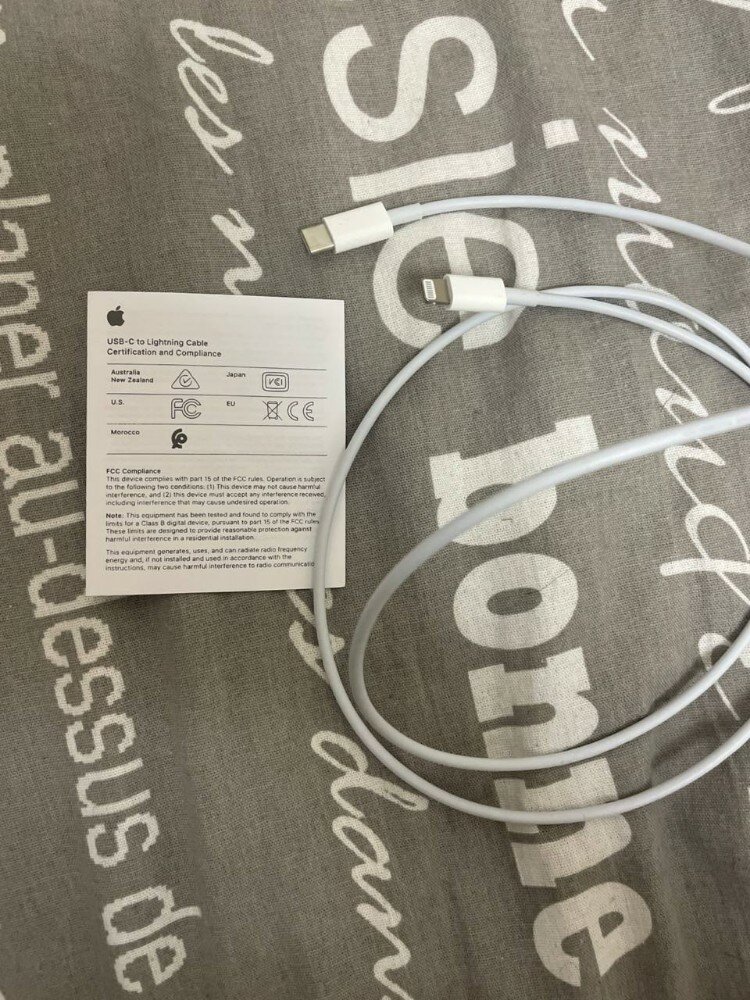 USB-C to Lightning Cable
Certification and Compliance
Australia
New Zealand
Japan
VCI
U.S.
FC
EU
CE
Morocco
FCC Compliance
This device complies with part 15 of the FCC rules. Operation is subject
to the following two conditions: (1) This device may not cause harmful
interference, and (2) this device must accept any interference received,
including interference that may cause undesired operation.
Note: This equipment has been tested and found to comply with the
limits for a Class B digital device, pursuant to part 15 of the FCC rules.
These limits are designed to provide reasonable protection against
harmful interference in a residential installation.
This equipment generates, uses, and can radiate radio frequency
energy and, if not installed and used in accordance with the
instructions, may cause harmful interference to radio communicatio
les
planer au-dessus de
dans
Sie
bonne